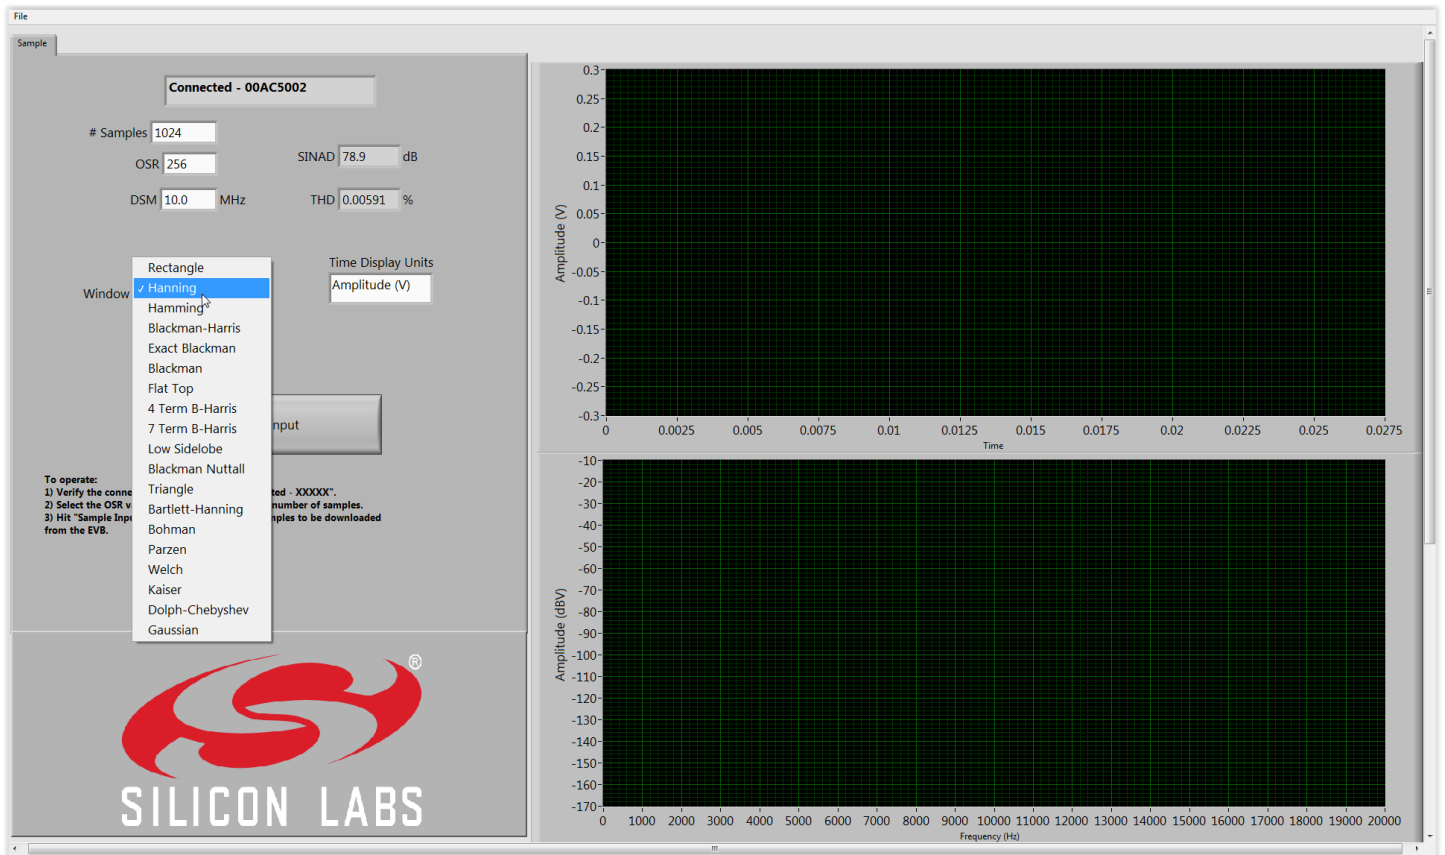 File
Sample
Connected - 00AC5002
# Samples 1024
OSR 256
SINAD 78.9 dB
DSM 10.0 MHz
THD 0.00591 %
Time Display Units
Amplitude (V)
Window
Rectangle
✓ Hanning
Hamming
Blackman-Harris
Exact Blackman
Blackman
Flat Top
4 Term B-Harris
7 Term B-Harris
Low Sidelobe
Blackman Nuttall
Triangle
Bartlett-Hanning
Bohman
Parzen
Welch
Kaiser
Dolph-Chebyshev
Gaussian
nput
To operate:
1) Verify the conne ted - XXXXX".
2) Select the OSR v number of samples.
3) Hit "Sample Inpu mples to be downloaded
from the EVB.
®
SILICON LABS
Amplitude (V)
0.3
0.25
0.2
0.15
0.1
0.05
0
-0.05
-0.1
-0.15
-0.2
-0.25
-0.3
0 0.0025 0.005 0.0075 0.01 0.0125 0.015 0.0175 0.02 0.0225 0.025 0.0275
Time
Amplitude (dBV)
-10
-20
-30
-40
-50
-60
-70
-80
-90
-100
-110
-120
-130
-140
-150
-160
-170
0 1000 2000 3000 4000 5000 6000 7000 8000 9000 10000 11000 12000 13000 14000 15000 16000 17000 18000 19000 20000
Frequency (Hz)